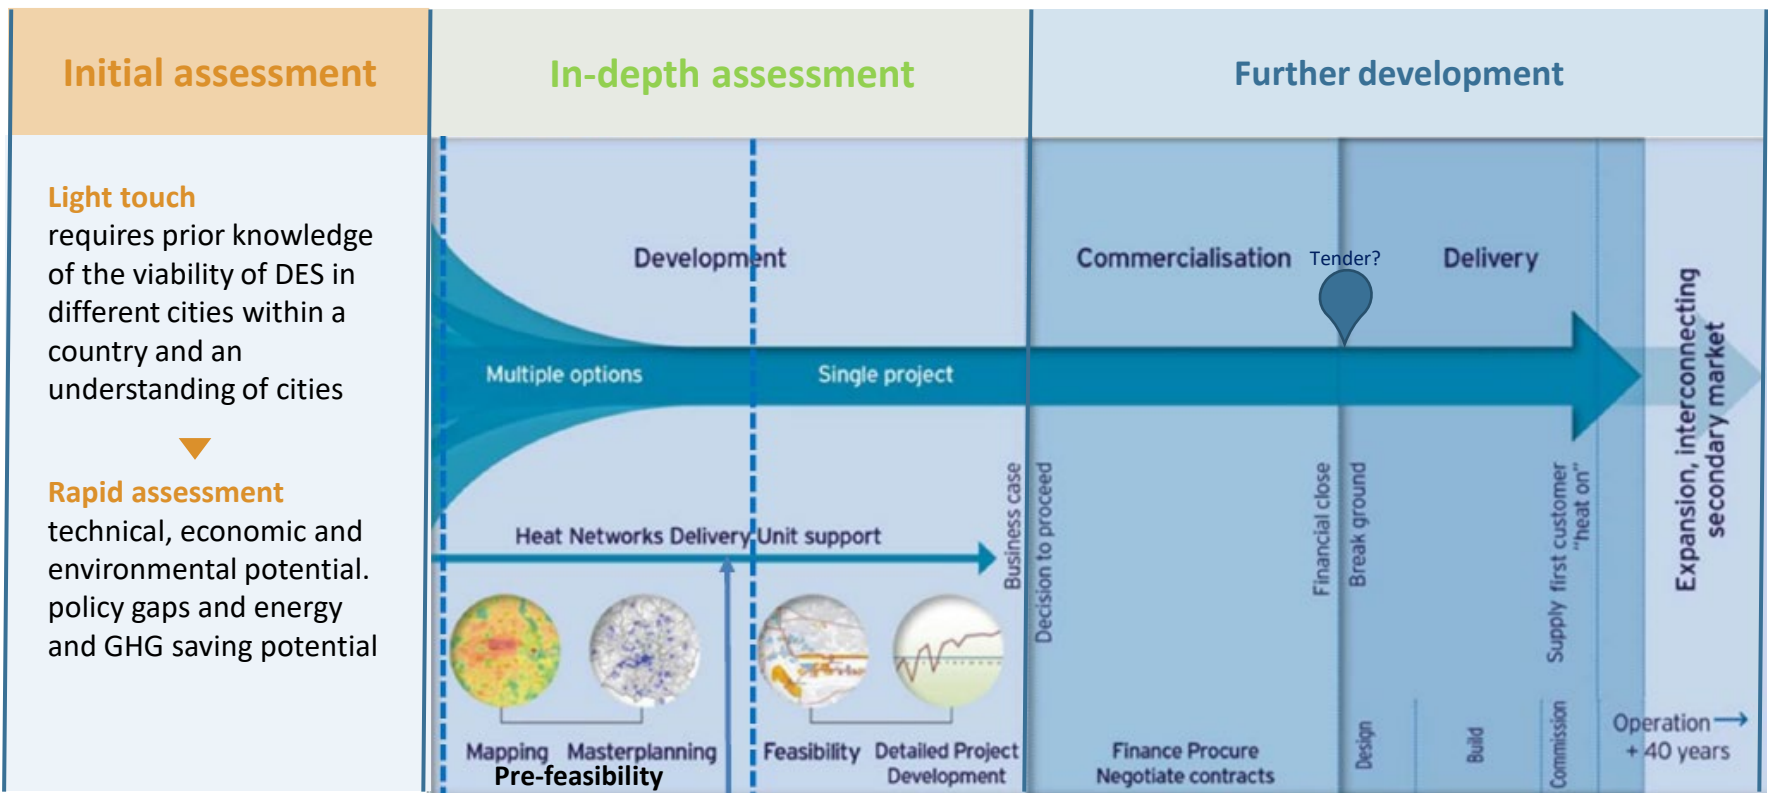 Initial assessment
In-depth assessment
Further development
Light touch
requires prior knowledge
of the viability of DES in
different cities within a
country and an
understanding of cities
Rapid assessment
technical, economic and
environmental potential.
policy gaps and energy
and GHG saving potential
Development
Multiple options
Single project
Heat Networks Delivery Unit support
Mapping
Masterplanning
Pre-feasibility
Feasibility
Detailed Project
Development
Business case
Decision to proceed
Commercialisation
Tender?
Delivery
Financial close
Break ground
Supply first customer
"heat on"
Finance Procure
Negotiate contracts
Design
Build
Commission
Operation
+ 40 years
Expansion, interconnecting
secondary market